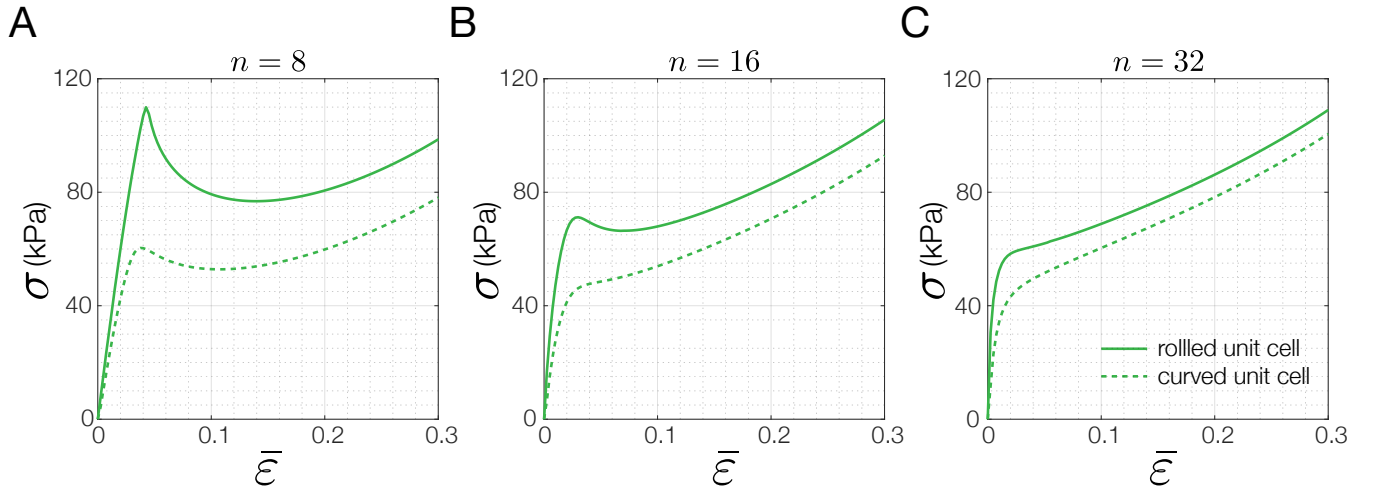 A
B
C
n = 8
n = 16
n = 32
120
80
40
0
σ (kPa)
0
0.1
0.2
0.3
ε̅
120
80
40
0
σ (kPa)
0
0.1
0.2
0.3
ε̅
120
80
40
0
σ (kPa)
0
0.1
0.2
0.3
ε̅
rollled unit cell
curved unit cell